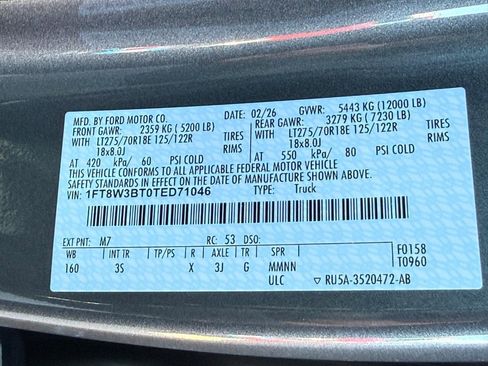 MFD. BY FORD MOTOR CO. 02/26 GVWR: 5443 KG (12000 LB)
FRONT GAWR: 2359 KG (5200 LB) REAR GAWR: 3279 KG (7230 LB)
WITH LT275/70R18E 125/122R TIRES WITH LT275/70R18E 125/122R TIRES
18x8.0J RIMS 18x8.0J RIMS
AT 420 kPa/ 60 PSI COLD AT 550 kPa/ 80 PSI COLD
THIS VEHICLE CONFORMS TO ALL APPLICABLE FEDERAL MOTOR VEHICLE SAFETY
STANDARDS IN EFFECT ON THE DATE OF MANUFACTURE SHOWN ABOVE.
VIN: 1FT8W3BT0TED71046 TYPE: Truck
EXT PNT: M7 RC: 53 DSO: F0158
WB INT TR TP/PS R AXLE TR SPR T0960
160 3S X 3J G MMNN
ULC RU5A-3520472-AB